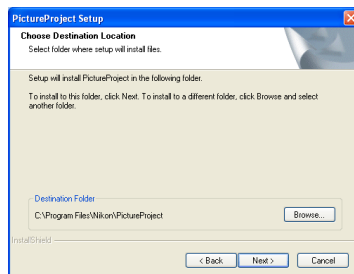 PictureProject Setup
Choose Destination Location
Select folder where setup will install files.
Setup will install PictureProject in the following folder.
To install to this folder, click Next. To install to a different folder, click Browse and select
another folder.
Destination Folder
C:\Program Files\Nikon\PictureProject
Browse...
InstallShield
< Back
Next >
Cancel